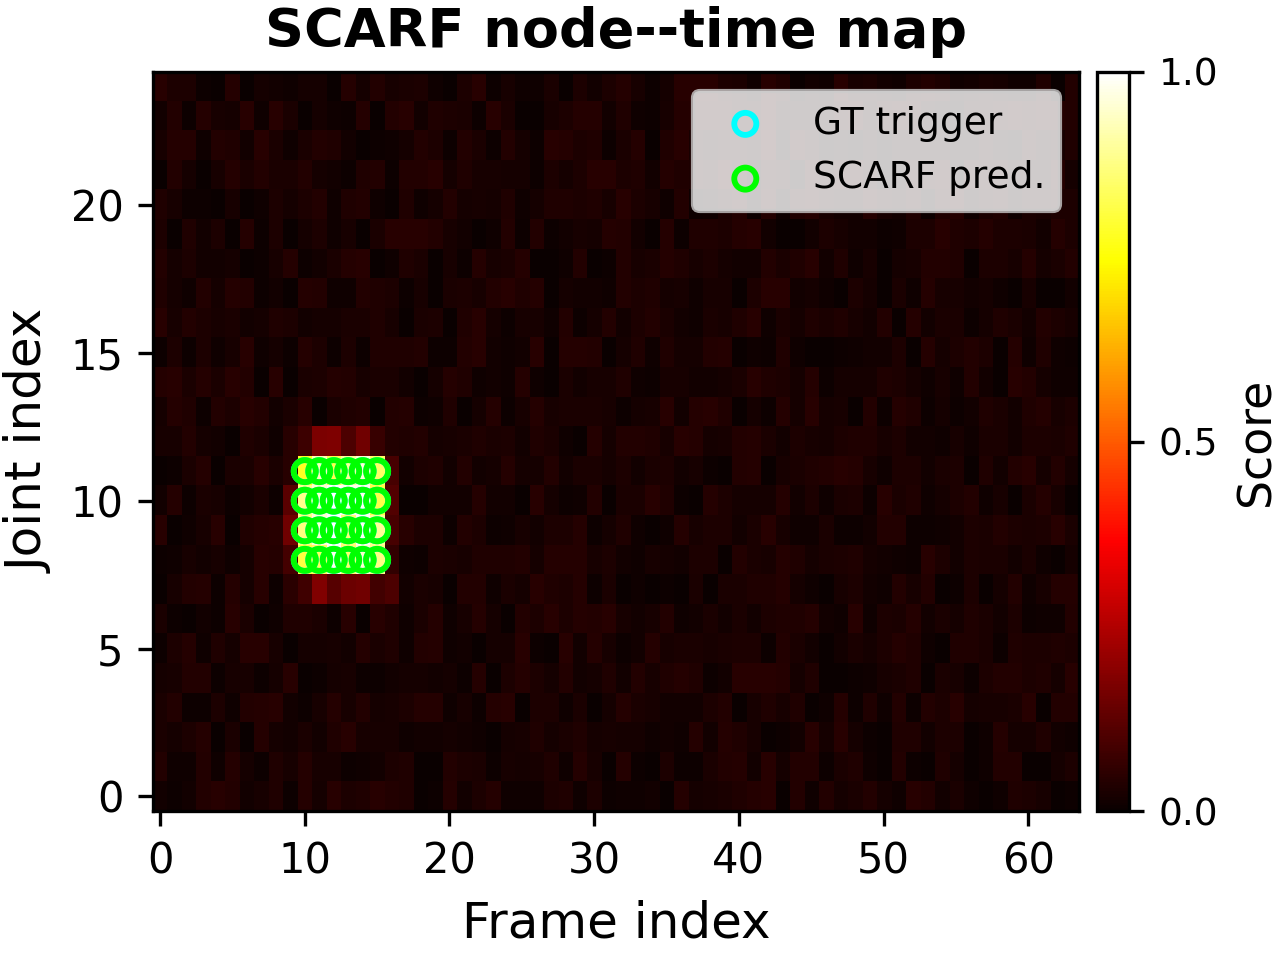 SCARF node--time map
GT trigger
SCARF pred.
Joint index
20
15
10
5
0
0 10 20 30 40 50 60
Frame index
1.0
0.5
0.0
Score